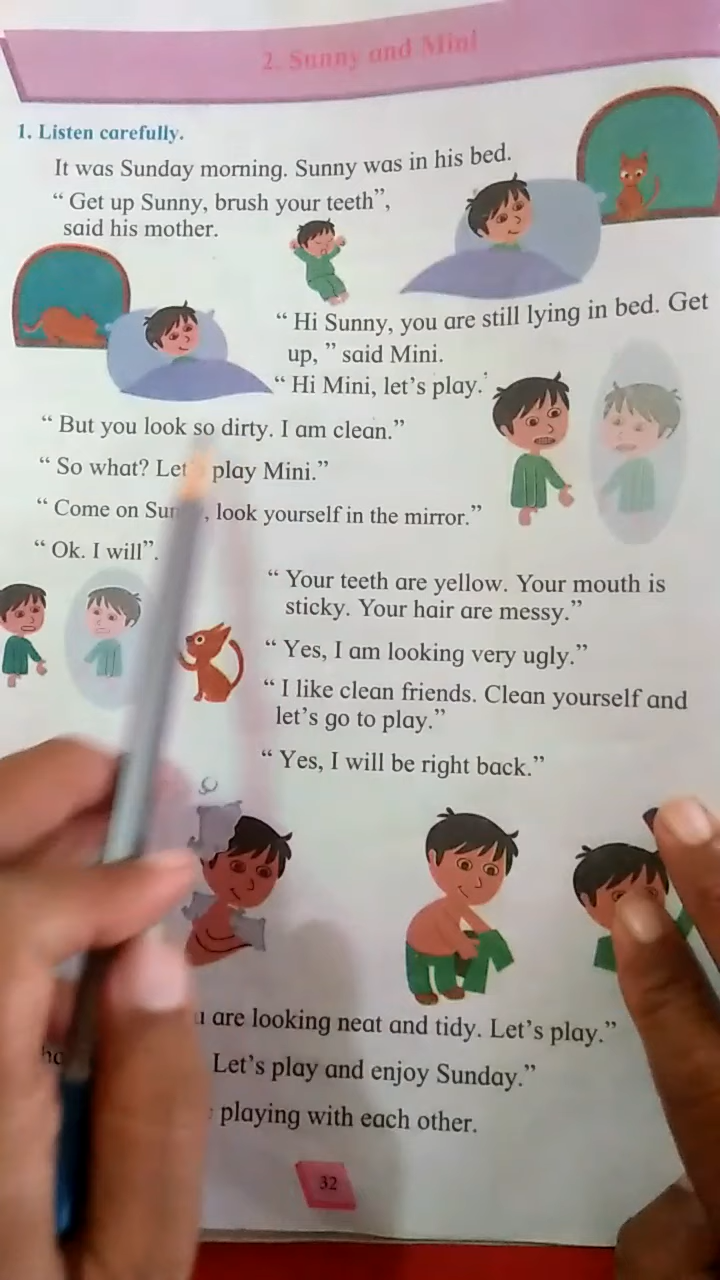 2. Sunny and Mini
1. Listen carefully.
It was Sunday morning. Sunny was in his bed.
“ Get up Sunny, brush your teeth”,
said his mother.
“ Hi Sunny, you are still lying in bed. Get
up, ” said Mini.
“ Hi Mini, let’s play.’
“ But you look so dirty. I am clean.”
“ So what? Let play Mini.”
“ Come on Sun , look yourself in the mirror.”
“ Ok. I will”.
“ Your teeth are yellow. Your mouth is
sticky. Your hair are messy.”
“ Yes, I am looking very ugly.”
“ I like clean friends. Clean yourself and
let’s go to play.”
“ Yes, I will be right back.”
are looking neat and tidy. Let’s play.”
Let’s play and enjoy Sunday.”
playing with each other.
32